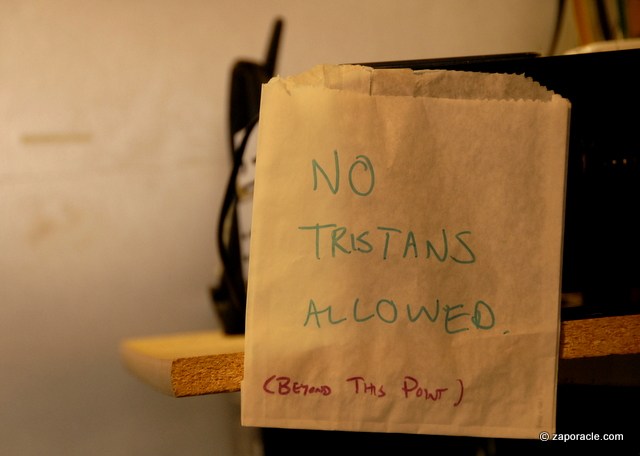 NO
TRISTANS
ALLOWED.
(BEYOND THIS POINT)
© zaporacle.com